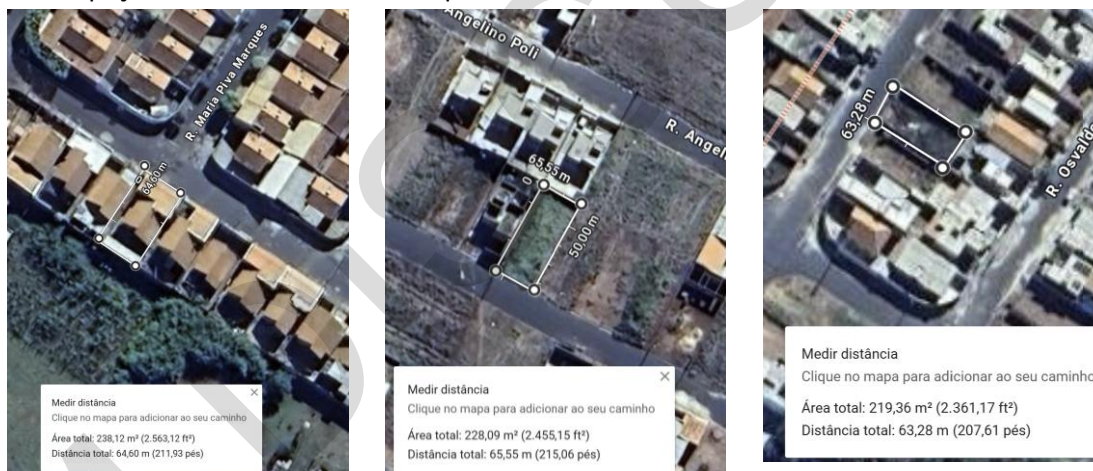 R. Maria Piva Marques
64,60 m
Medir distância
Clique no mapa para adicionar ao seu caminho
Área total: 238,12 m² (2.563,12 ft²)
Distância total: 64,60 m (211,93 pés)
Angelino Poli
R. Angel
65,55 m
50,00 m
Medir distância
Clique no mapa para adicionar ao seu caminho
Área total: 228,09 m² (2.455,15 ft²)
Distância total: 65,55 m (215,06 pés)
63,28 m
R. Osvald
Medir distância
Clique no mapa para adicionar ao seu caminho
Área total: 219,36 m² (2.361,17 ft²)
Distância total: 63,28 m (207,61 pés)